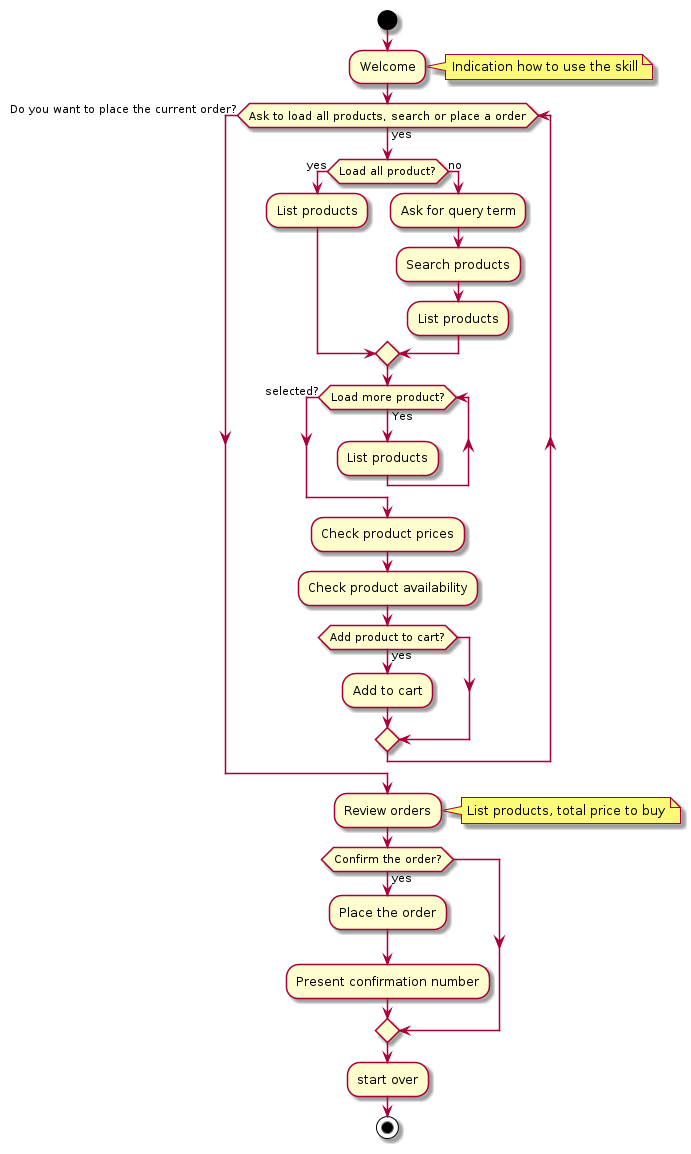 Welcome
Indication how to use the skill
Do you want to place the current order?
Ask to load all products, search or place a order
yes
yes
Load all product?
no
List products
Ask for query term
Search products
List products
selected?
Load more product?
Yes
List products
Check product prices
Check product availability
Add product to cart?
yes
Add to cart
Review orders
List products, total price to buy
Confirm the order?
yes
Place the order
Present confirmation number
start over